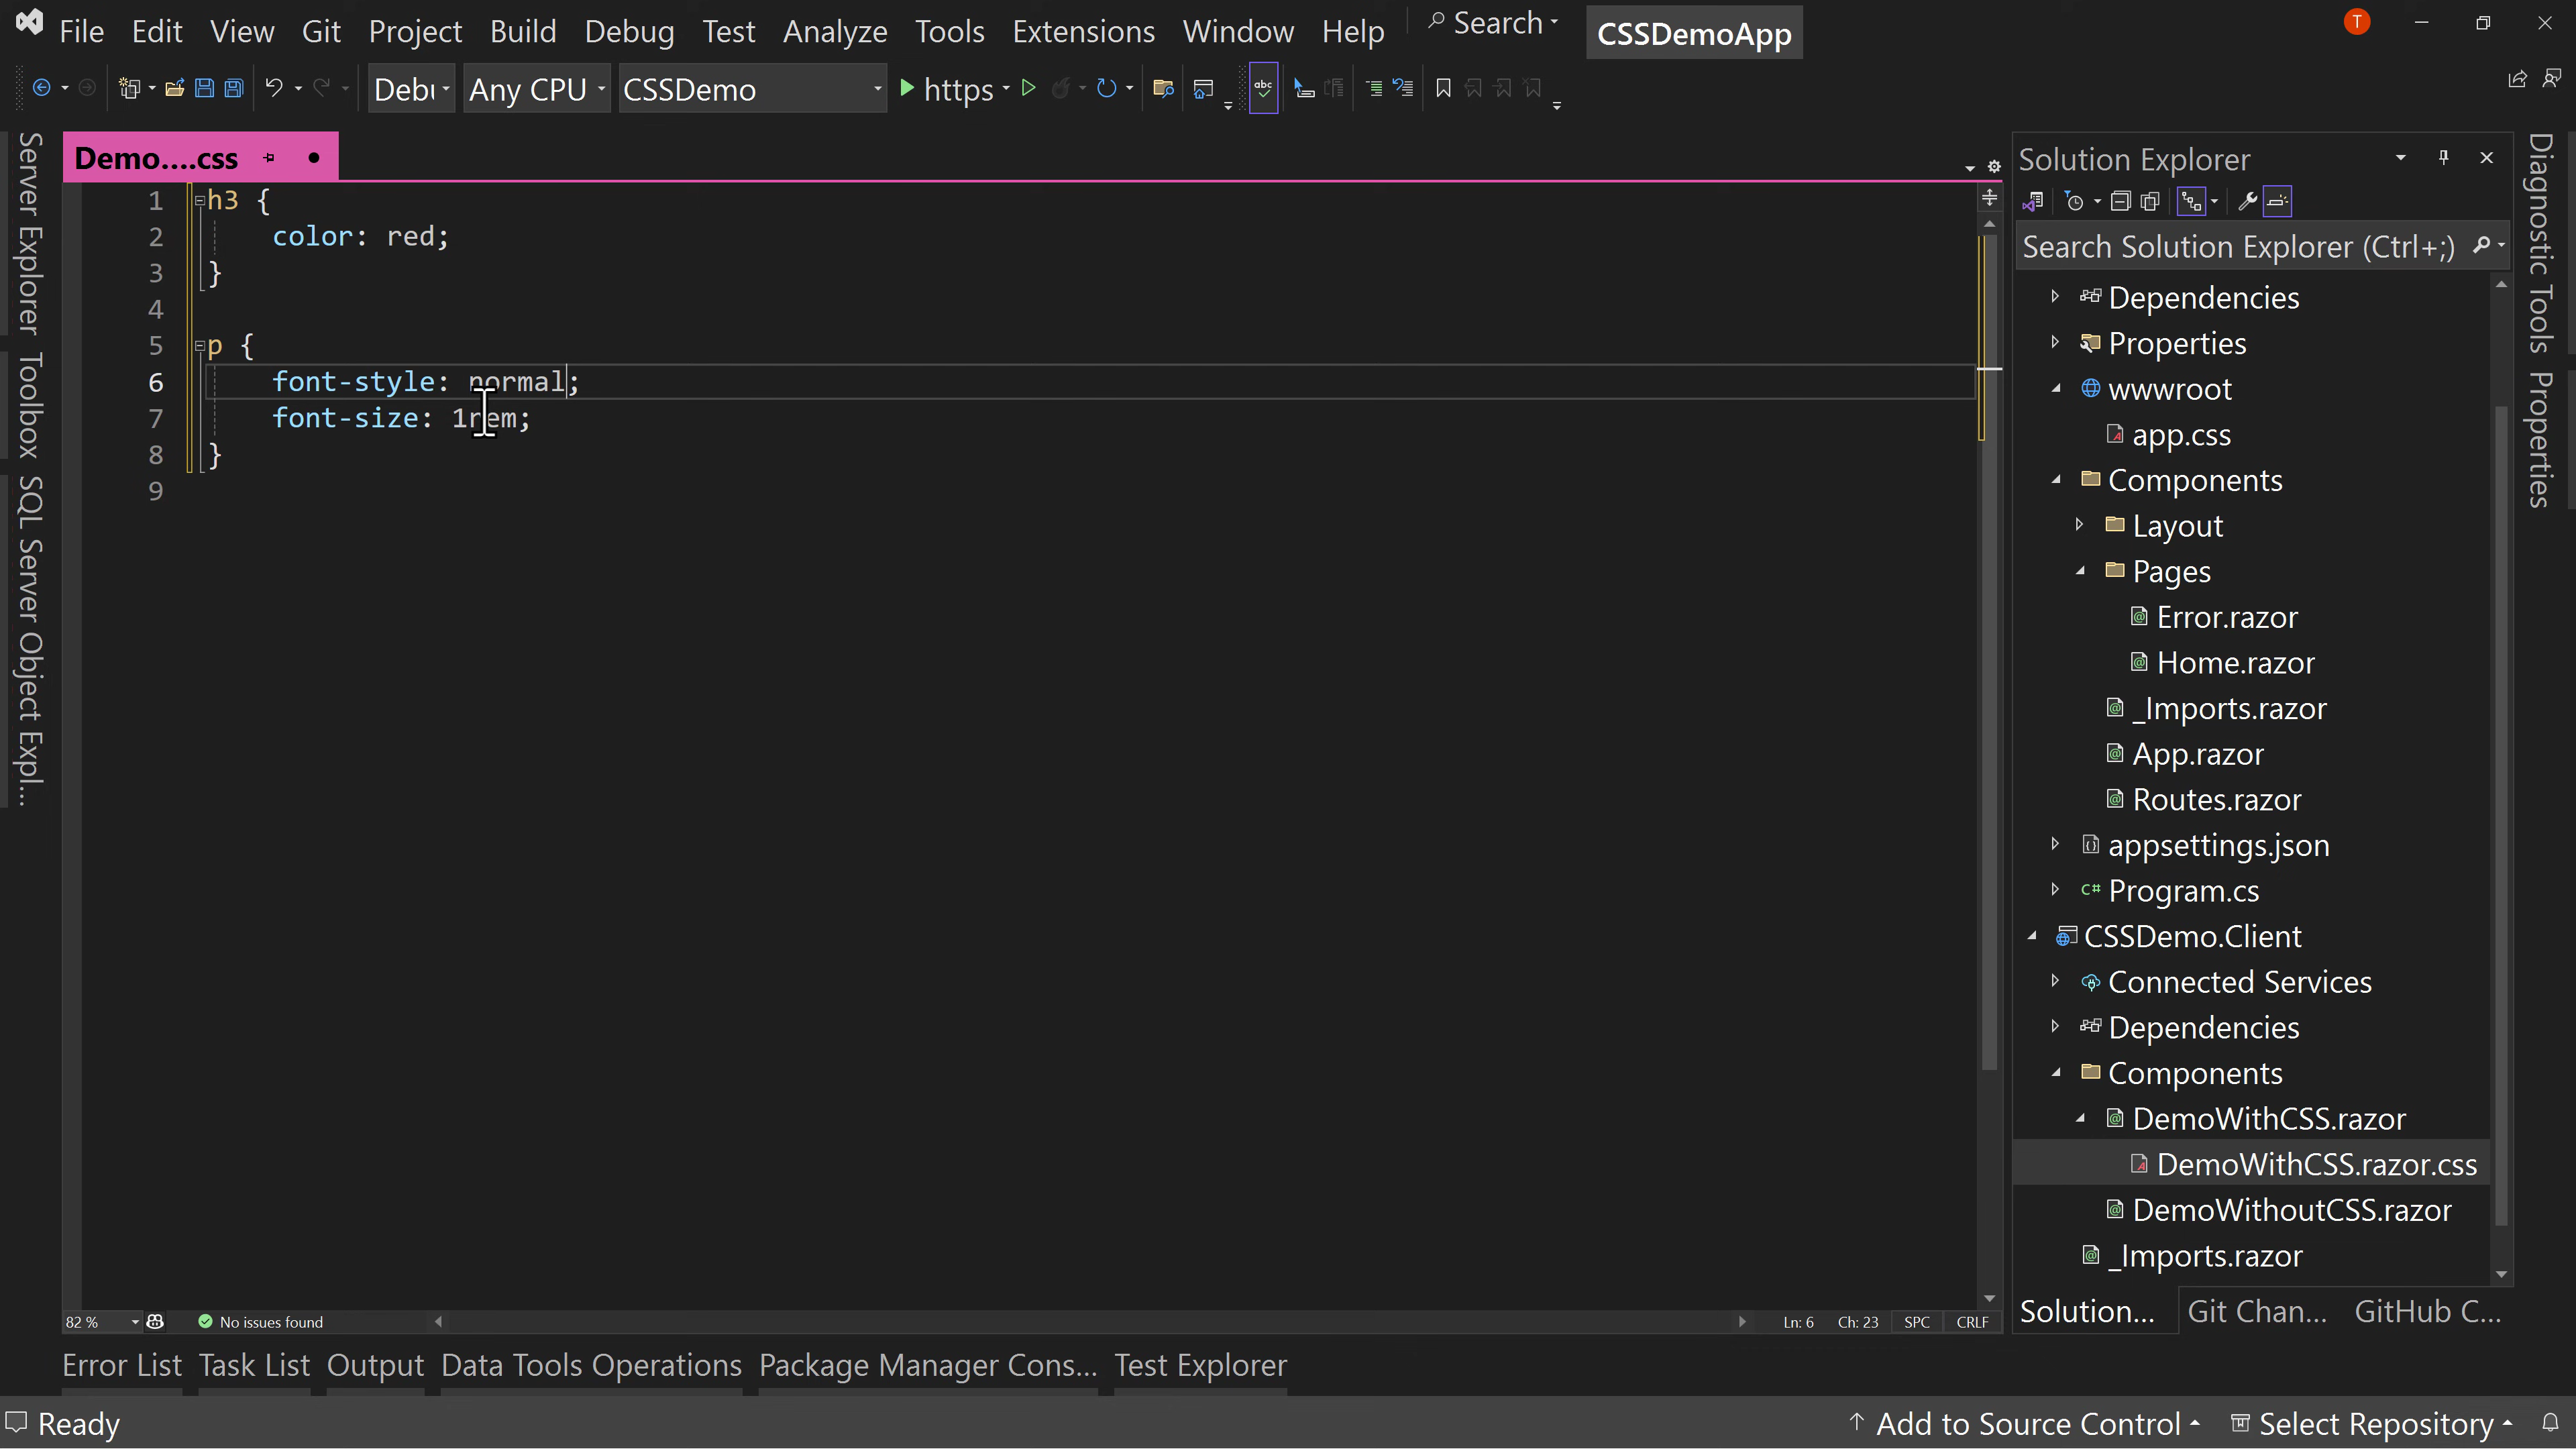 File Edit View Git Project Build Debug Test Analyze Tools Extensions Window Help Search CSSDemoApp T
Debu Any CPU CSSDemo https abc
Server Explorer
Toolbox
SQL Server Object Expl...
Demo....css
1 h3 {
2 color: red;
3 }
4
5 p {
6 font-style: normal;
7 font-size: 1rem;
8 }
9
82 % No issues found Ln: 6 Ch: 23 SPC CRLF
Solution Explorer
Search Solution Explorer (Ctrl+;)
Dependencies
Properties
wwwroot
app.css
Components
Layout
Pages
Error.razor
Home.razor
_Imports.razor
App.razor
Routes.razor
appsettings.json
C# Program.cs
CSSDemo.Client
Connected Services
Dependencies
Components
DemoWithCSS.razor
DemoWithCSS.razor.css
DemoWithoutCSS.razor
_Imports.razor
Solution... Git Chan... GitHub C...
Diagnostic Tools
Properties
Error List Task List Output Data Tools Operations Package Manager Cons... Test Explorer
Ready Add to Source Control Select Repository